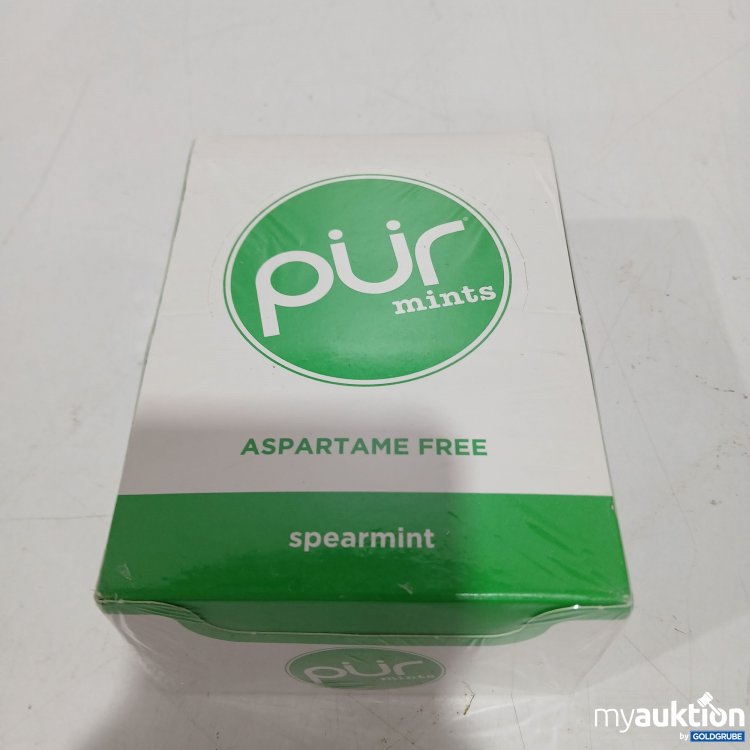 pür®
mints
ASPARTAME FREE
spearmint
pür
mints
myauktion
by GOLDGRUBE